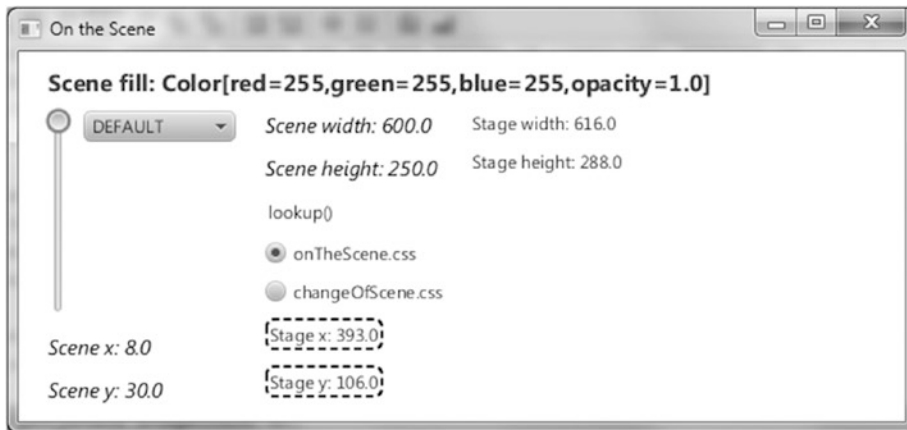 On the Scene
Scene fill: Color[red=255,green=255,blue=255,opacity=1.0]
DEFAULT
Scene width: 600.0
Stage width: 616.0
Scene height: 250.0
Stage height: 288.0
lookup()
onTheScene.css
changeOfScene.css
Stage x: 393.0
Scene x: 8.0
Stage y: 106.0
Scene y: 30.0